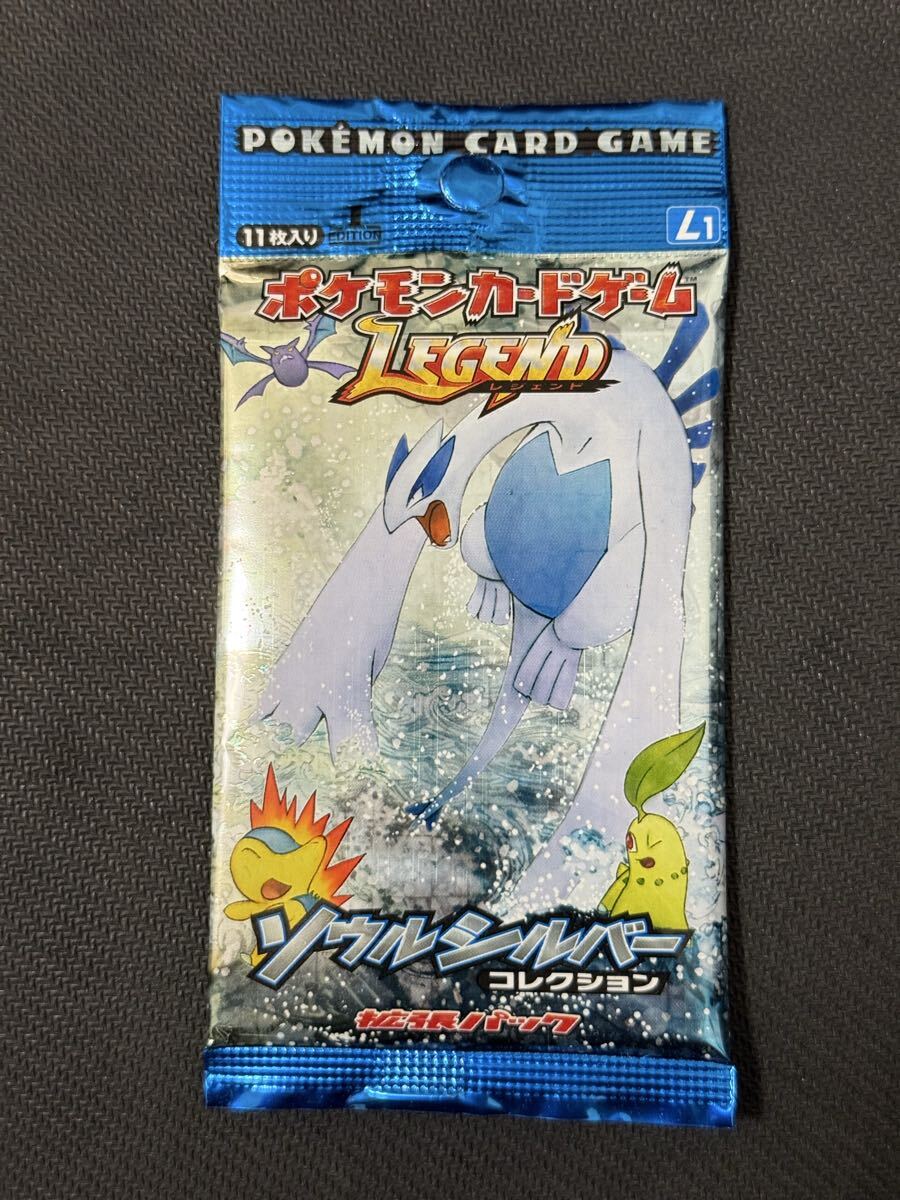 POKÉMON CARD GAME
11枚入り
1 EDITION
L1
ポケモンカードゲーム™
LEGEND
レジェンド
ソウルシルバー
コレクション
拡張パック